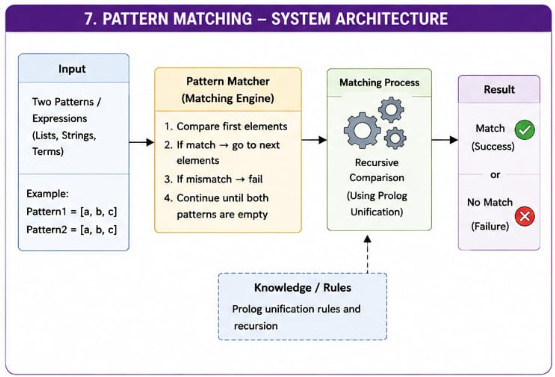 7. PATTERN MATCHING – SYSTEM ARCHITECTURE
Input
Two Patterns /
Expressions
(Lists, Strings,
Terms)
Example:
Pattern1 = [a, b, c]
Pattern2 = [a, b, c]
Pattern Matcher
(Matching Engine)
1. Compare first elements
2. If match → go to next
elements
3. If mismatch → fail
4. Continue until both
patterns are empty
Matching Process
Recursive
Comparison
(Using Prolog
Unification)
Result
Match
(Success)
or
No Match
(Failure)
Knowledge / Rules
Prolog unification rules and
recursion